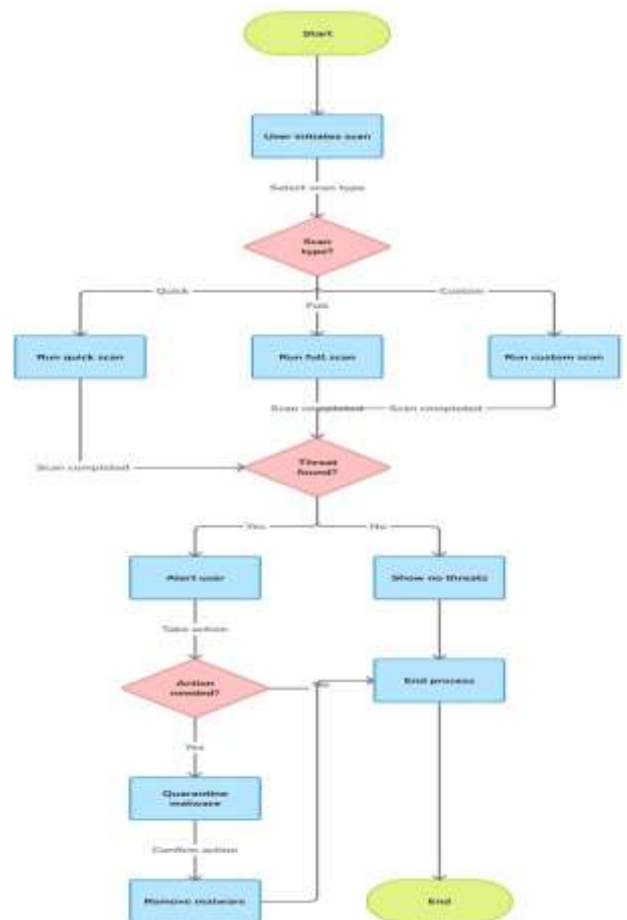 Start
User initiates scan
Select scan type
Scan
type?
Quick
Full
Custom
Run quick scan
Run full scan
Run custom scan
Scan completed
Scan completed
Scan completed
Threat
found?
Yes
No
Alert user
Show no threats
Take action
Action
needed?
End process
Yes
Quarantine
malware
Confirm action
Remove malware
End